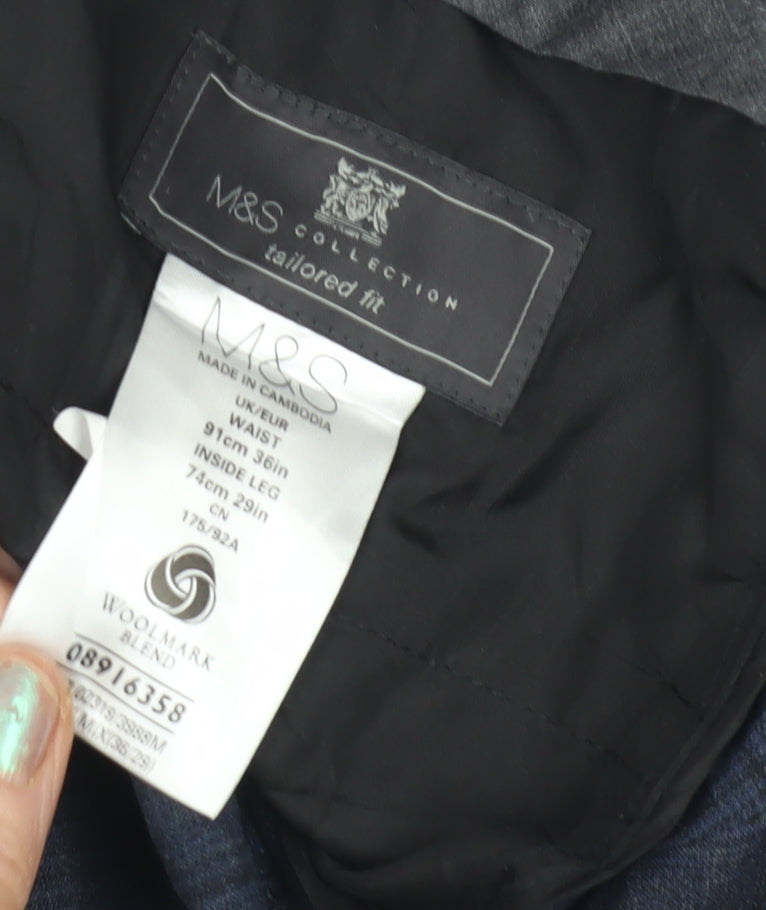 M&S COLLECTION
tailored fit
M&S
MADE IN CAMBODIA
UK/EUR
WAIST
91cm 36in
INSIDE LEG
74cm 29in
CN
175/92A
WOOLMARK
BLEND
08916358